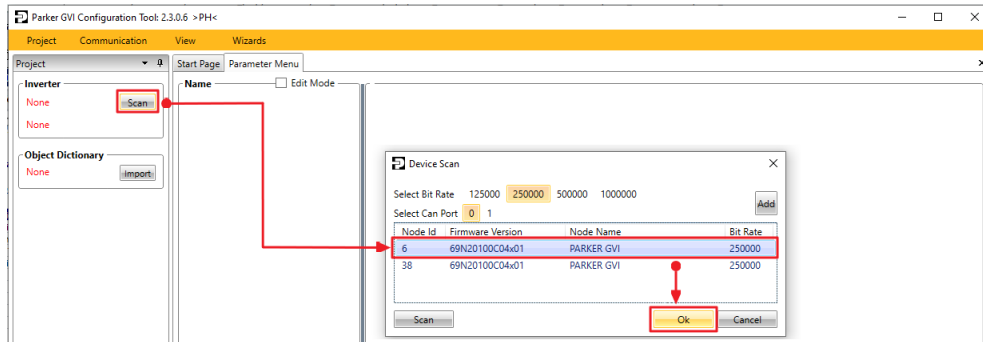 Parker GVI Configuration Tool: 2.3.0.6 >PH<
Project Communication View Wizards
Project
Start Page Parameter Menu
Inverter
None Scan
None
Object Dictionary
None Import
Name Edit Mode
Device Scan
Select Bit Rate 125000 250000 500000 1000000
Add
Select Can Port 0 1
Node Id Firmware Version Node Name Bit Rate
6 69N20100C04x01 PARKER GVI 250000
38 69N20100C04x01 PARKER GVI 250000
Scan Ok Cancel